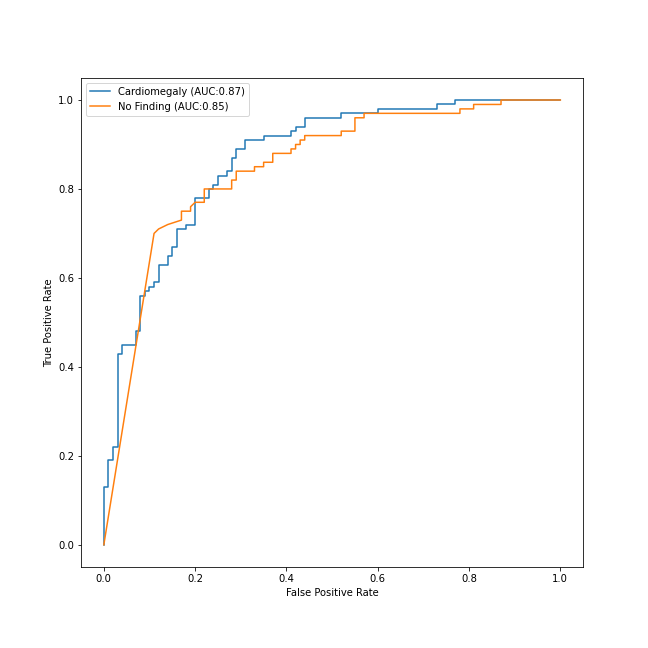 Cardiomegaly (AUC:0.87)
No Finding (AUC:0.85)
1.0
0.8
0.6
0.4
0.2
0.0
True Positive Rate
0.0 0.2 0.4 0.6 0.8 1.0
False Positive Rate